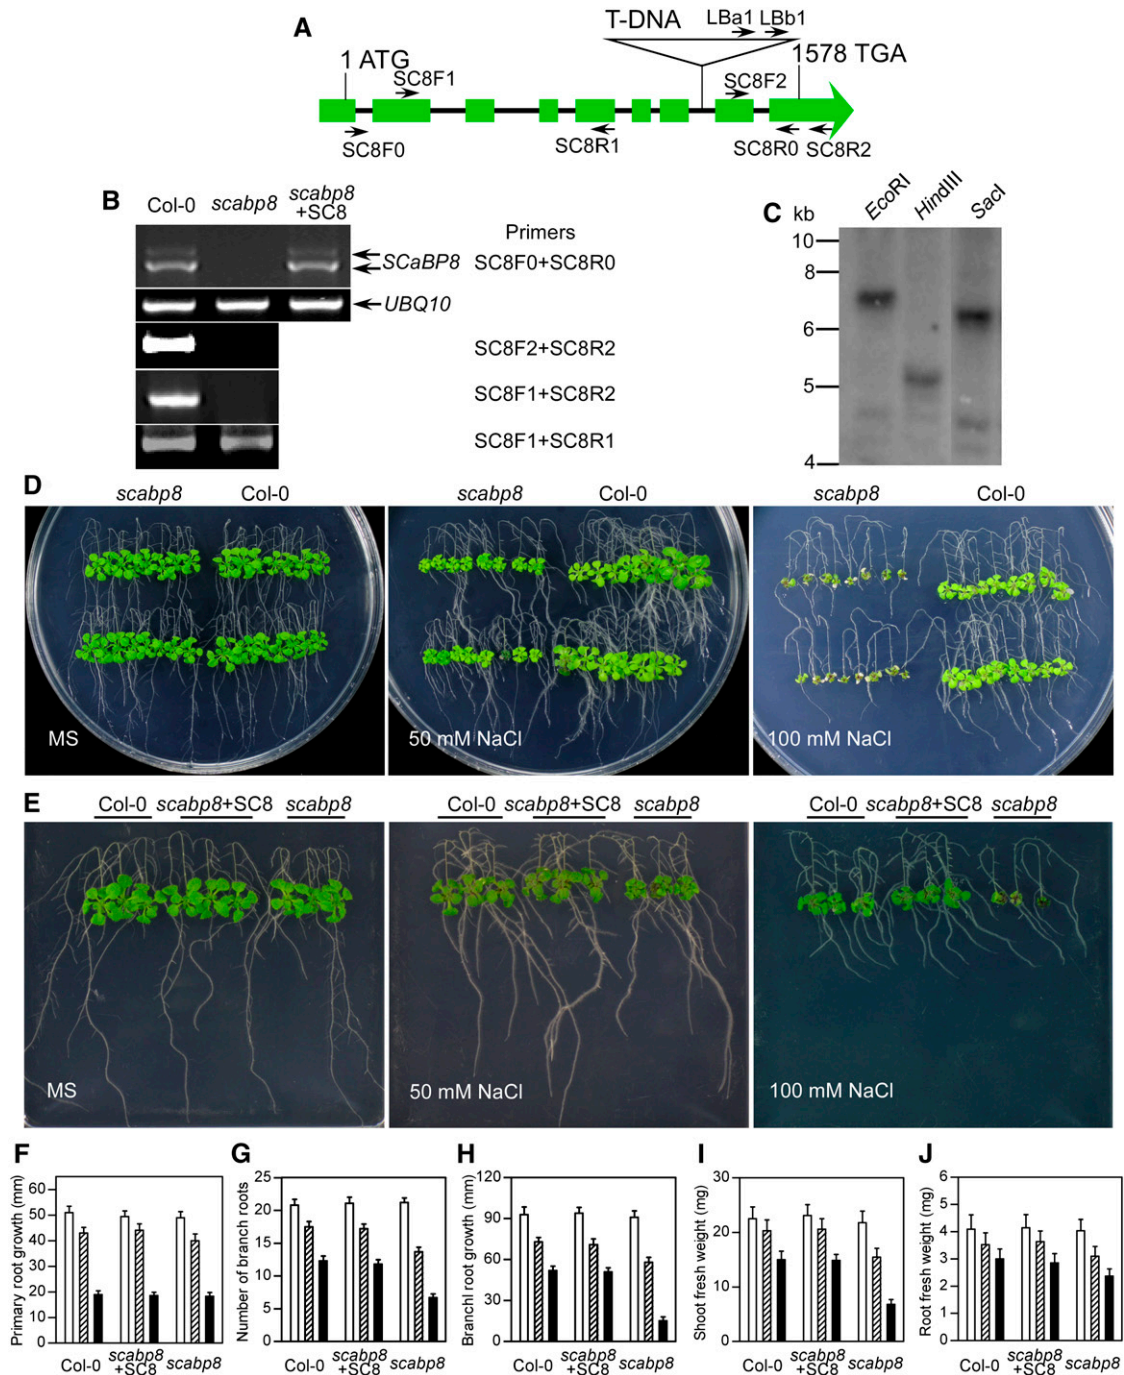 A
T-DNA
LBa1 LBb1
1 ATG
1578 TGA
SC8F1
SC8F2
SC8F0
SC8R1
SC8R0
SC8R2
B
Col-0 scabp8 scabp8
+SC8
Primers
SCaBP8 SC8F0+SC8R0
UBQ10
SC8F2+SC8R2
SC8F1+SC8R2
SC8F1+SC8R1
C
kb EcoRI HindIII SacI
10
8
6
5
4
D
scabp8 Col-0 scabp8 Col-0 scabp8 Col-0
MS 50 mM NaCl 100 mM NaCl
E
Col-0 scabp8+SC8 scabp8 Col-0 scabp8+SC8 scabp8 Col-0 scabp8+SC8 scabp8
MS 50 mM NaCl 100 mM NaCl
F
Primary root growth (mm)
60
50
40
30
20
10
0
Col-0 scabp8
+SC8 scabp8
G
Number of branch roots
25
20
15
10
5
0
Col-0 scabp8
+SC8 scabp8
H
Branchl root growth (mm)
120
90
60
30
0
Col-0 scabp8
+SC8 scabp8
I
Shoot fresh weight (mg)
30
20
10
0
Col-0 scabp8
+SC8 scabp8
J
Root fresh weight (mg)
6
5
4
3
2
1
0
Col-0 scabp8
+SC8 scabp8